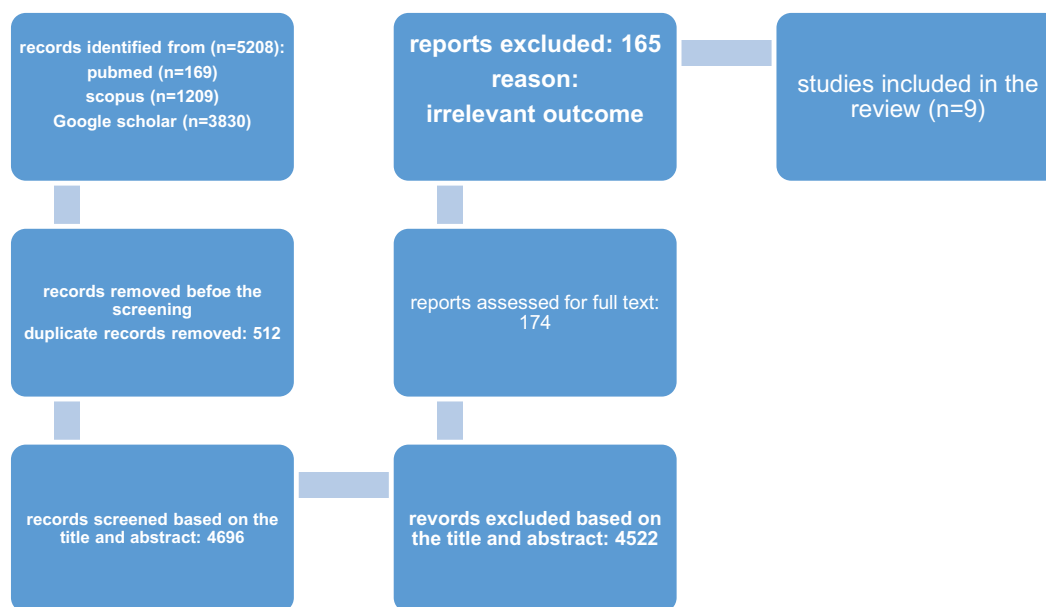 records identified from (n=5208):
pubmed (n=169)
scopus (n=1209)
Google scholar (n=3830)
records removed befoe the
screening
duplicate records removed: 512
records screened based on the
title and abstract: 4696
revords excluded based on
the title and abstract: 4522
reports assessed for full text:
174
reports excluded: 165
reason:
irrelevant outcome
studies included in the
review (n=9)